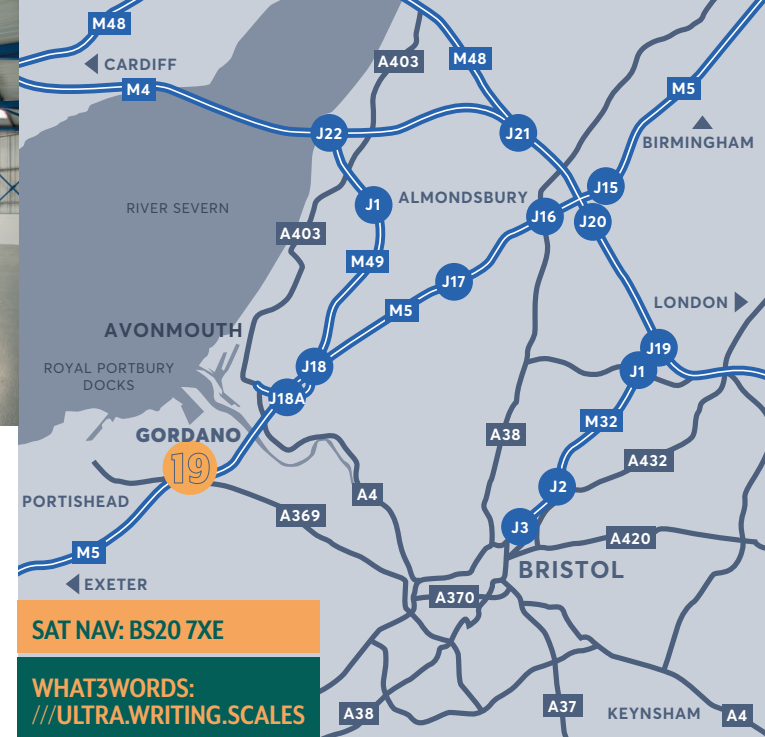 M48
CARDIFF
M4
A403
M48
M5
BIRMINGHAM
J22
J21
J15
J1
ALMONDSBURY
J16
J20
RIVER SEVERN
A403
M49
J17
M5
LONDON
AVONMOUTH
J18
J19
J1
ROYAL PORTBURY
DOCKS
J18A
M32
GORDANO
19
A38
A432
J2
PORTISHEAD
A4
A369
J3
A420
M5
EXETER
BRISTOL
A370
SAT NAV: BS20 7XE
WHAT3WORDS:
///ULTRA.WRITING.SCALES
A38
A37
KEYNSHAM
A4